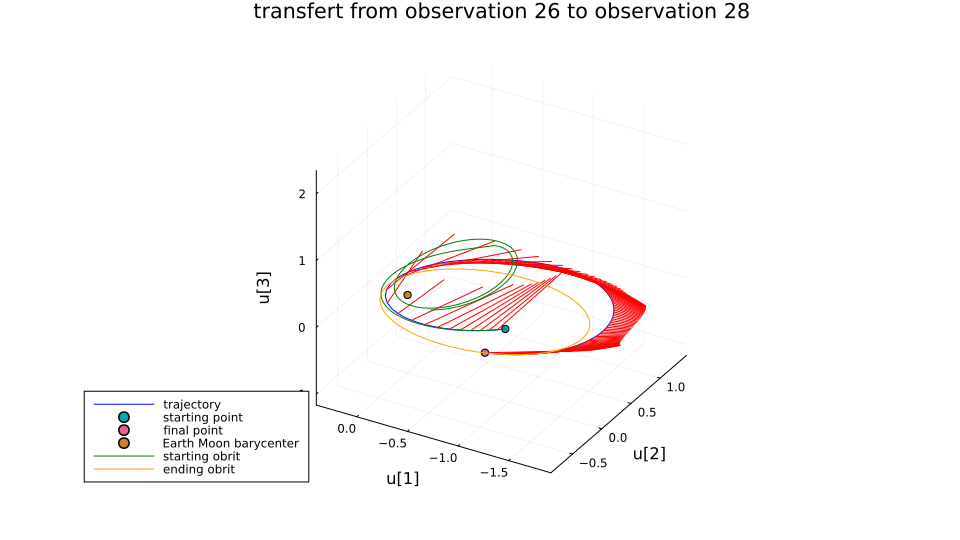 transfert from observation 26 to observation 28
2
1
0
u[3]
1.0
0.5
0.0
−0.5
u[2]
0.0
−0.5
−1.0
−1.5
u[1]
trajectory
starting point
final point
Earth Moon barycenter
starting obrit
ending obrit